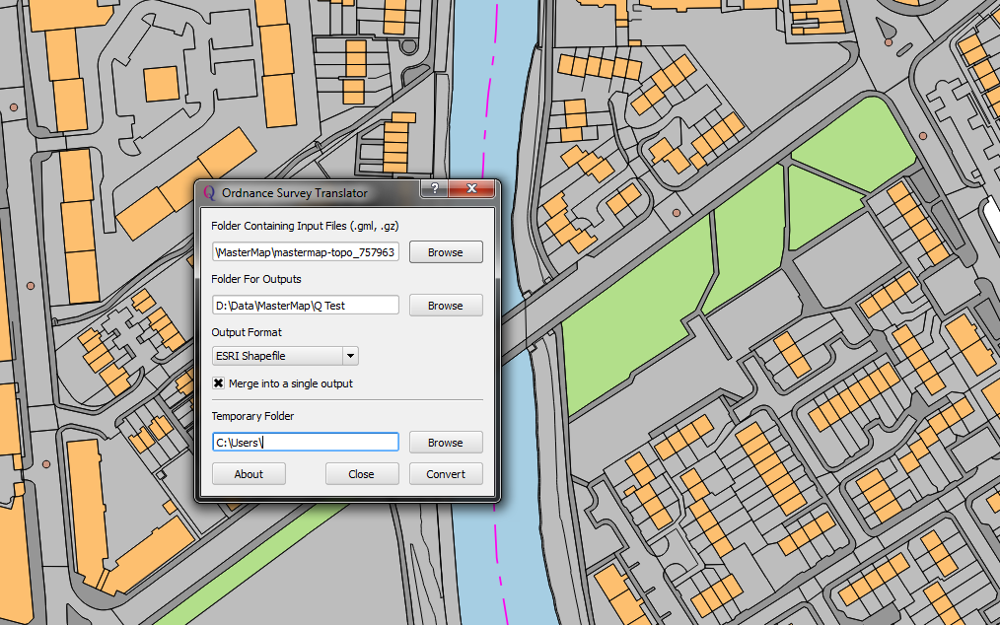 Ordnance Survey Translator
?
Folder Containing Input Files (.gml, .gz)
\MasterMap\mastermap-topo_757963
Browse
Folder For Outputs
D:\Data\MasterMap\Q Test
Browse
Output Format
ESRI Shapefile
Merge into a single output
Temporary Folder
C:\Users\
Browse
About
Close
Convert